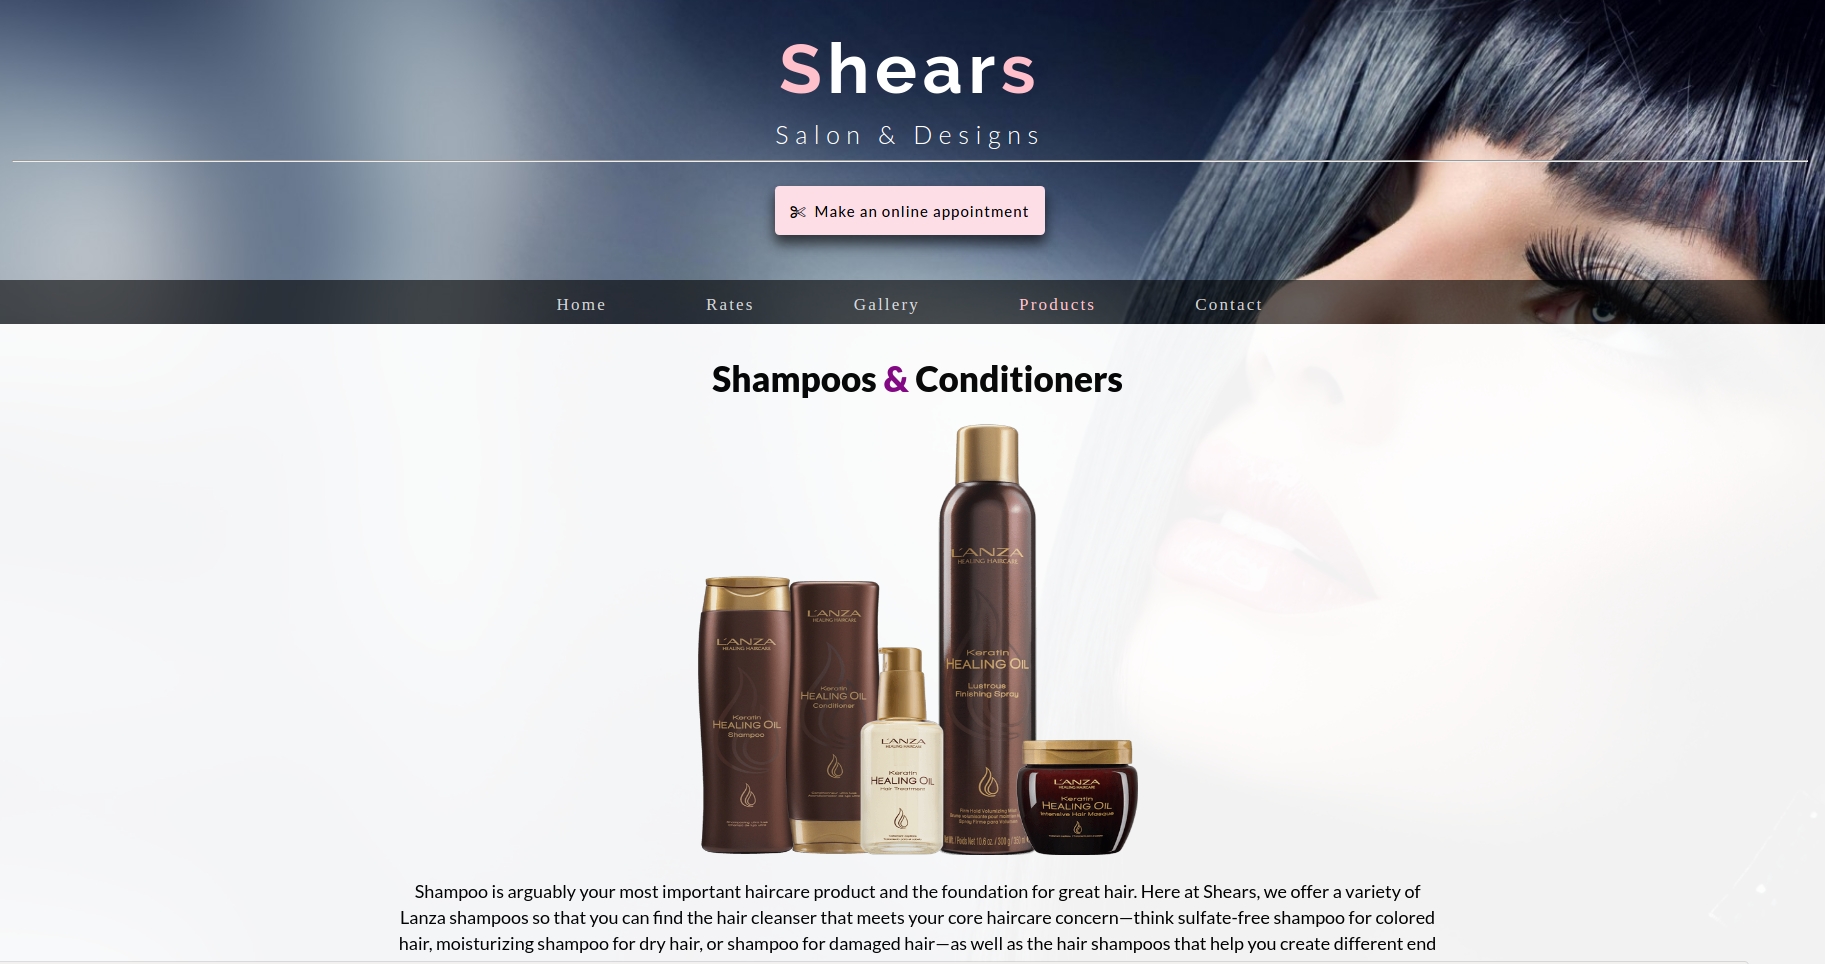 Shears
Salon & Designs
Make an online appointment
Home Rates Gallery Products Contact
Shampoos & Conditioners
L'ANZA
HEALING HAIRCARE
Keratin
HEALING OIL
Shampoo
L'ANZA
HEALING HAIRCARE
Keratin
HEALING OIL
Conditioner
L'ANZA
HEALING HAIRCARE
Keratin
HEALING OIL
Hair Treatment
L'ANZA
HEALING HAIRCARE
Keratin
HEALING OIL
Lustrous
Finishing Spray
L'ANZA
HEALING HAIRCARE
Keratin
HEALING OIL
Intensive Hair Masque
Shampoo is arguably your most important haircare product and the foundation for great hair. Here at Shears, we offer a variety of
Lanza shampoos so that you can find the hair cleanser that meets your core haircare concern—think sulfate-free shampoo for colored
hair, moisturizing shampoo for dry hair, or shampoo for damaged hair—as well as the hair shampoos that help you create different end